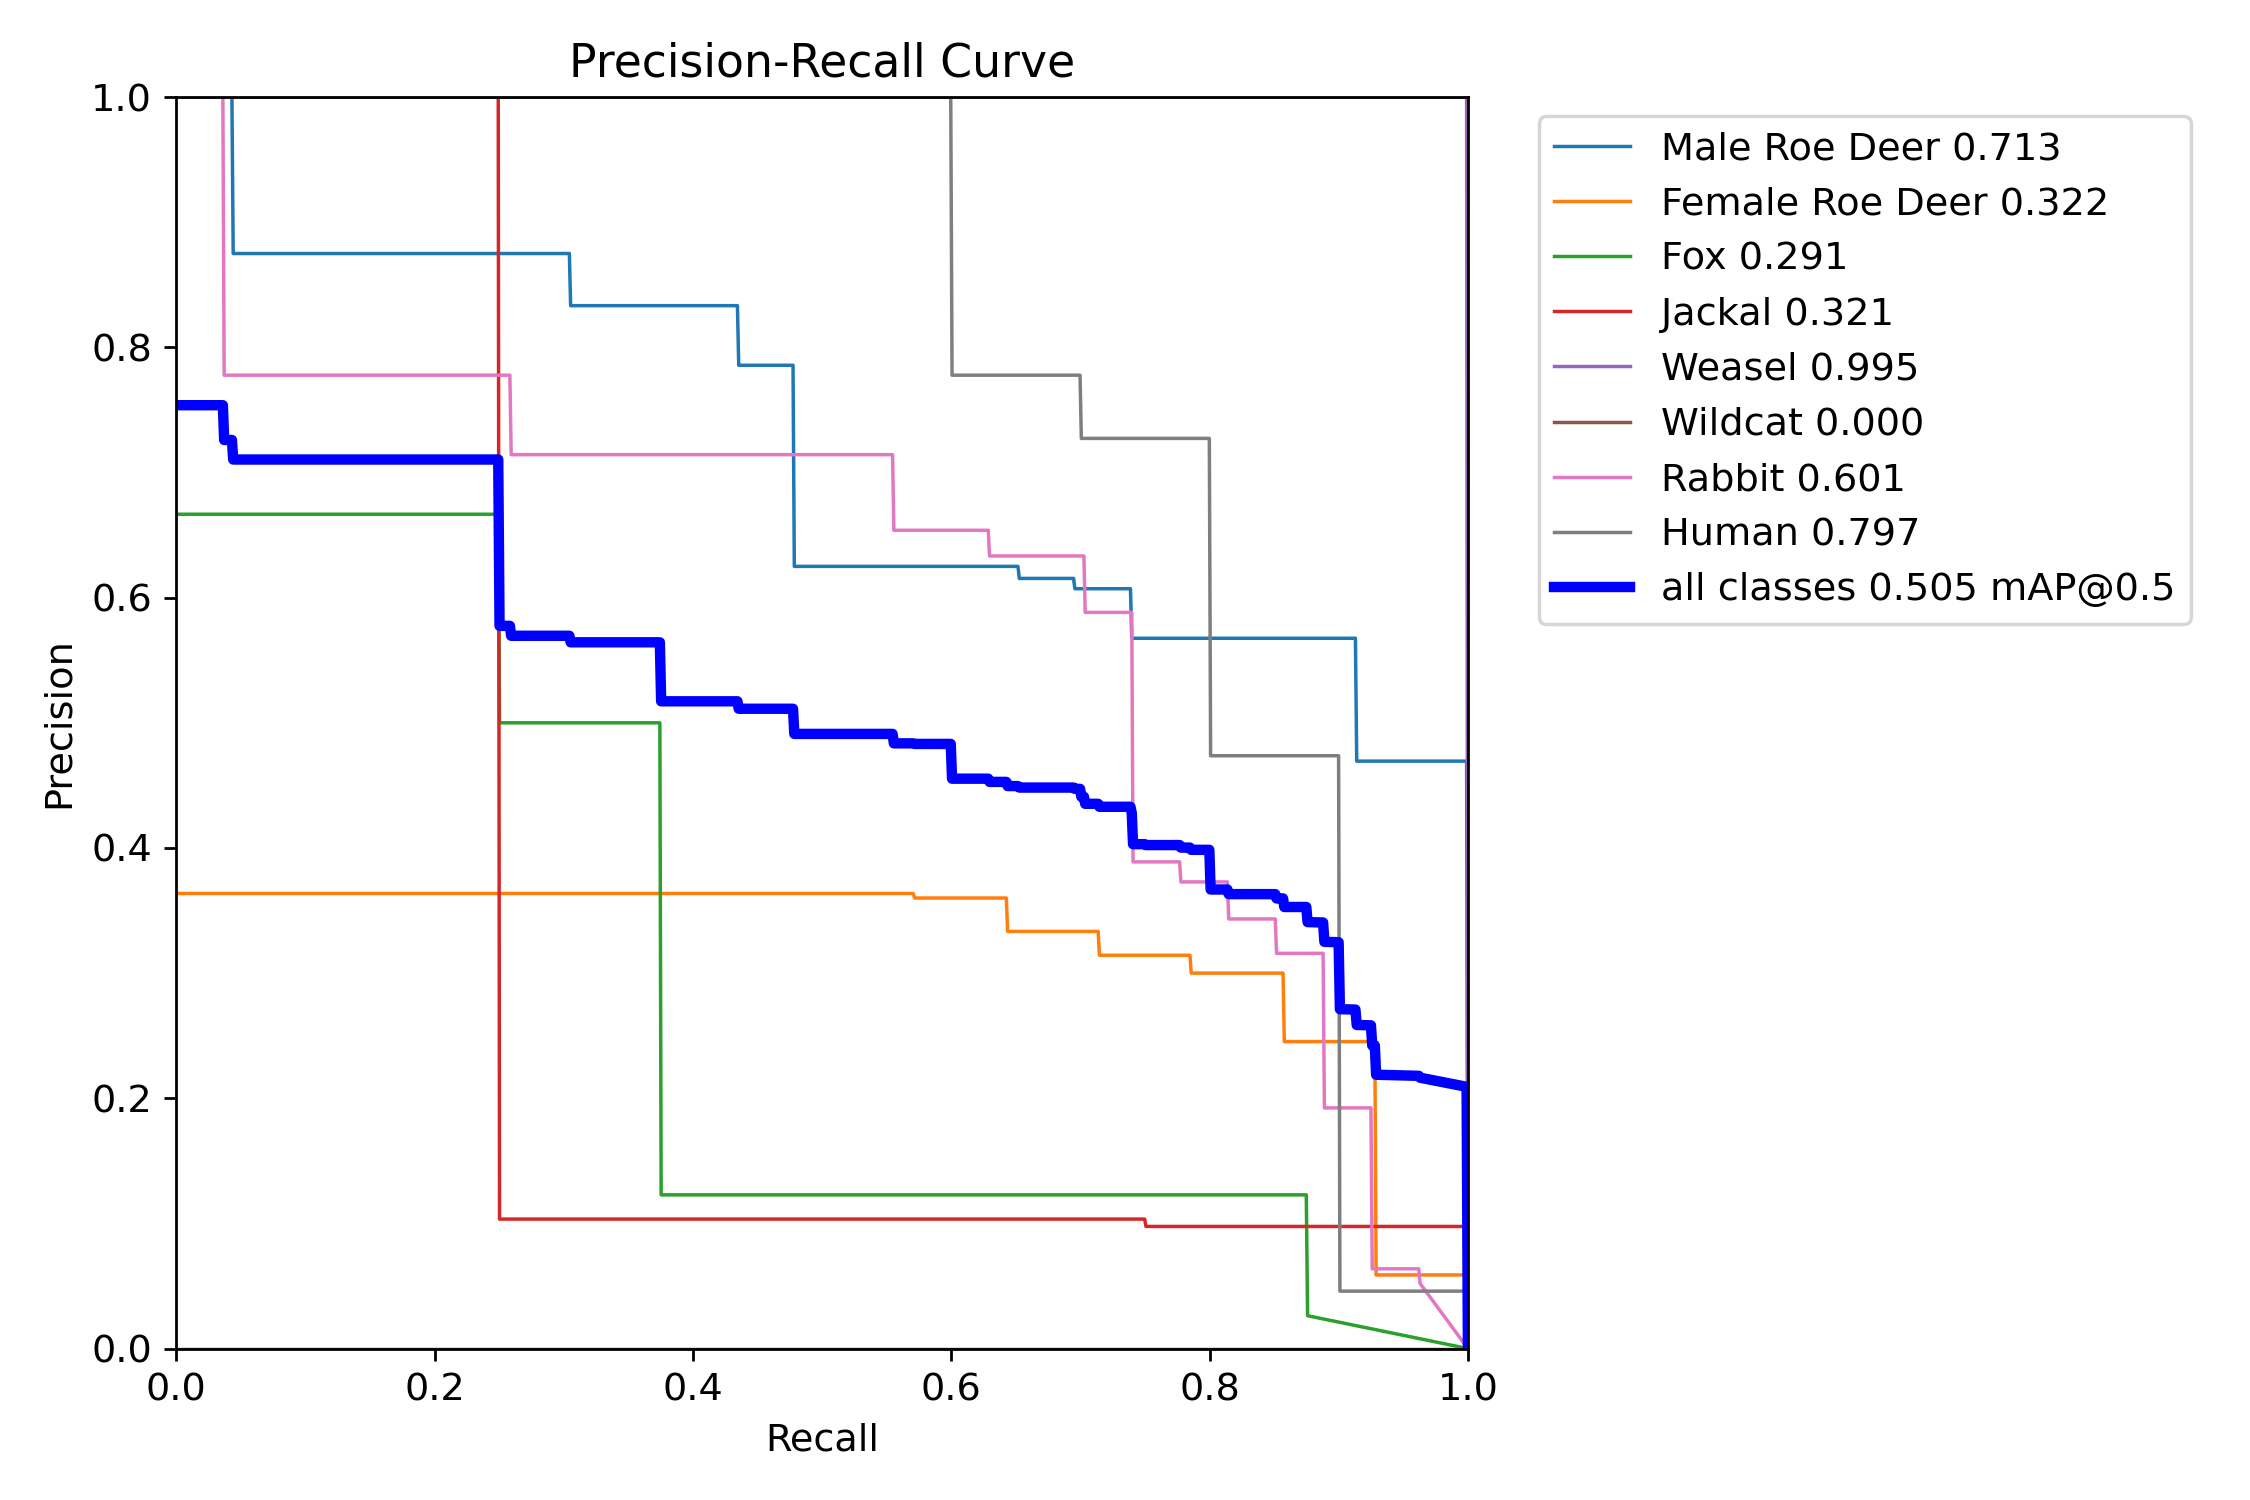 Precision-Recall Curve
1.0
0.8
0.6
0.4
0.2
0.0
Precision
0.0 0.2 0.4 0.6 0.8 1.0
Recall
Male Roe Deer 0.713
Female Roe Deer 0.322
Fox 0.291
Jackal 0.321
Weasel 0.995
Wildcat 0.000
Rabbit 0.601
Human 0.797
all classes 0.505 mAP@0.5